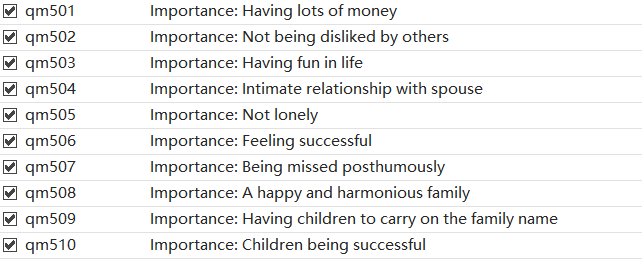 qm501 Importance: Having lots of money
qm502 Importance: Not being disliked by others
qm503 Importance: Having fun in life
qm504 Importance: Intimate relationship with spouse
qm505 Importance: Not lonely
qm506 Importance: Feeling successful
qm507 Importance: Being missed posthumously
qm508 Importance: A happy and harmonious family
qm509 Importance: Having children to carry on the family name
qm510 Importance: Children being successful